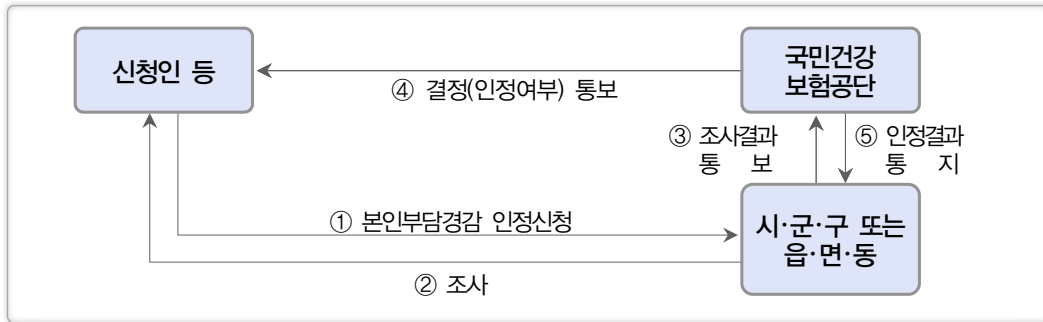 신청인 등
국민건강
보험공단
④ 결정(인정여부) 통보
③ 조사결과
통 보
⑤ 인정결과
통 지
① 본인부담경감 인정신청
시·군·구 또는
읍·면·동
② 조사